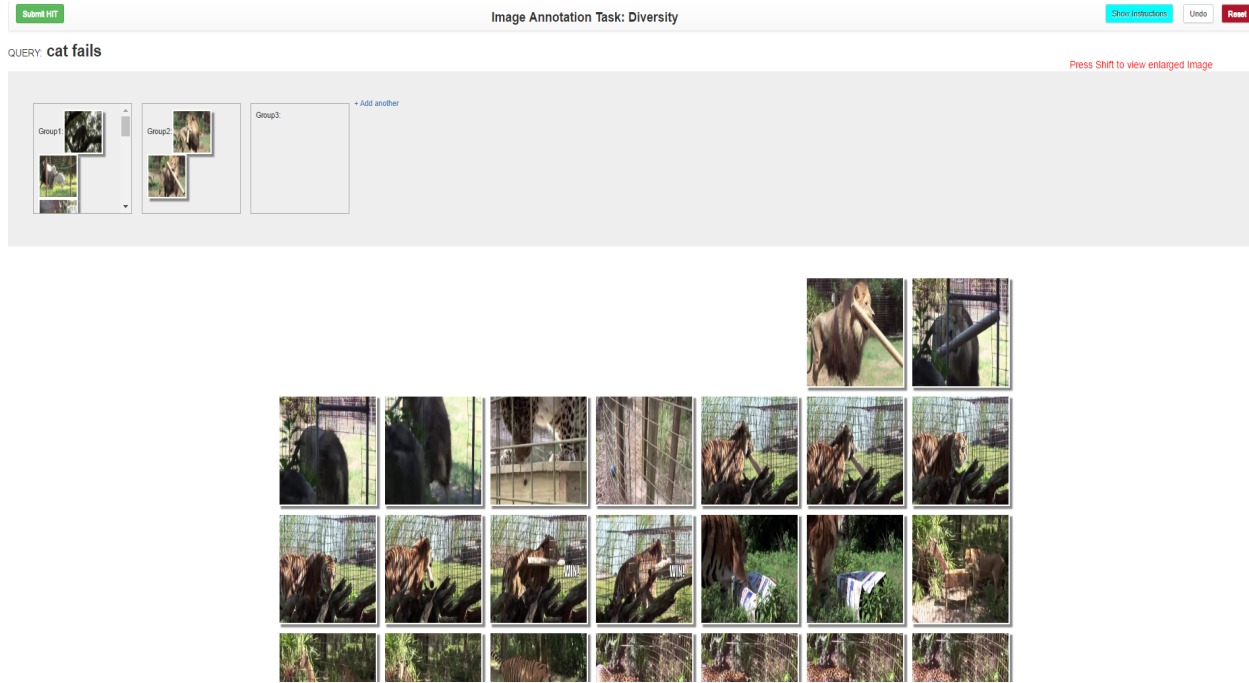 Submit HIT
Image Annotation Task: Diversity
Show Instructions
Undo
Reset
QUERY: cat fails
Press Shift to view enlarged Image
Group1:
Group2:
Group3:
+ Add another